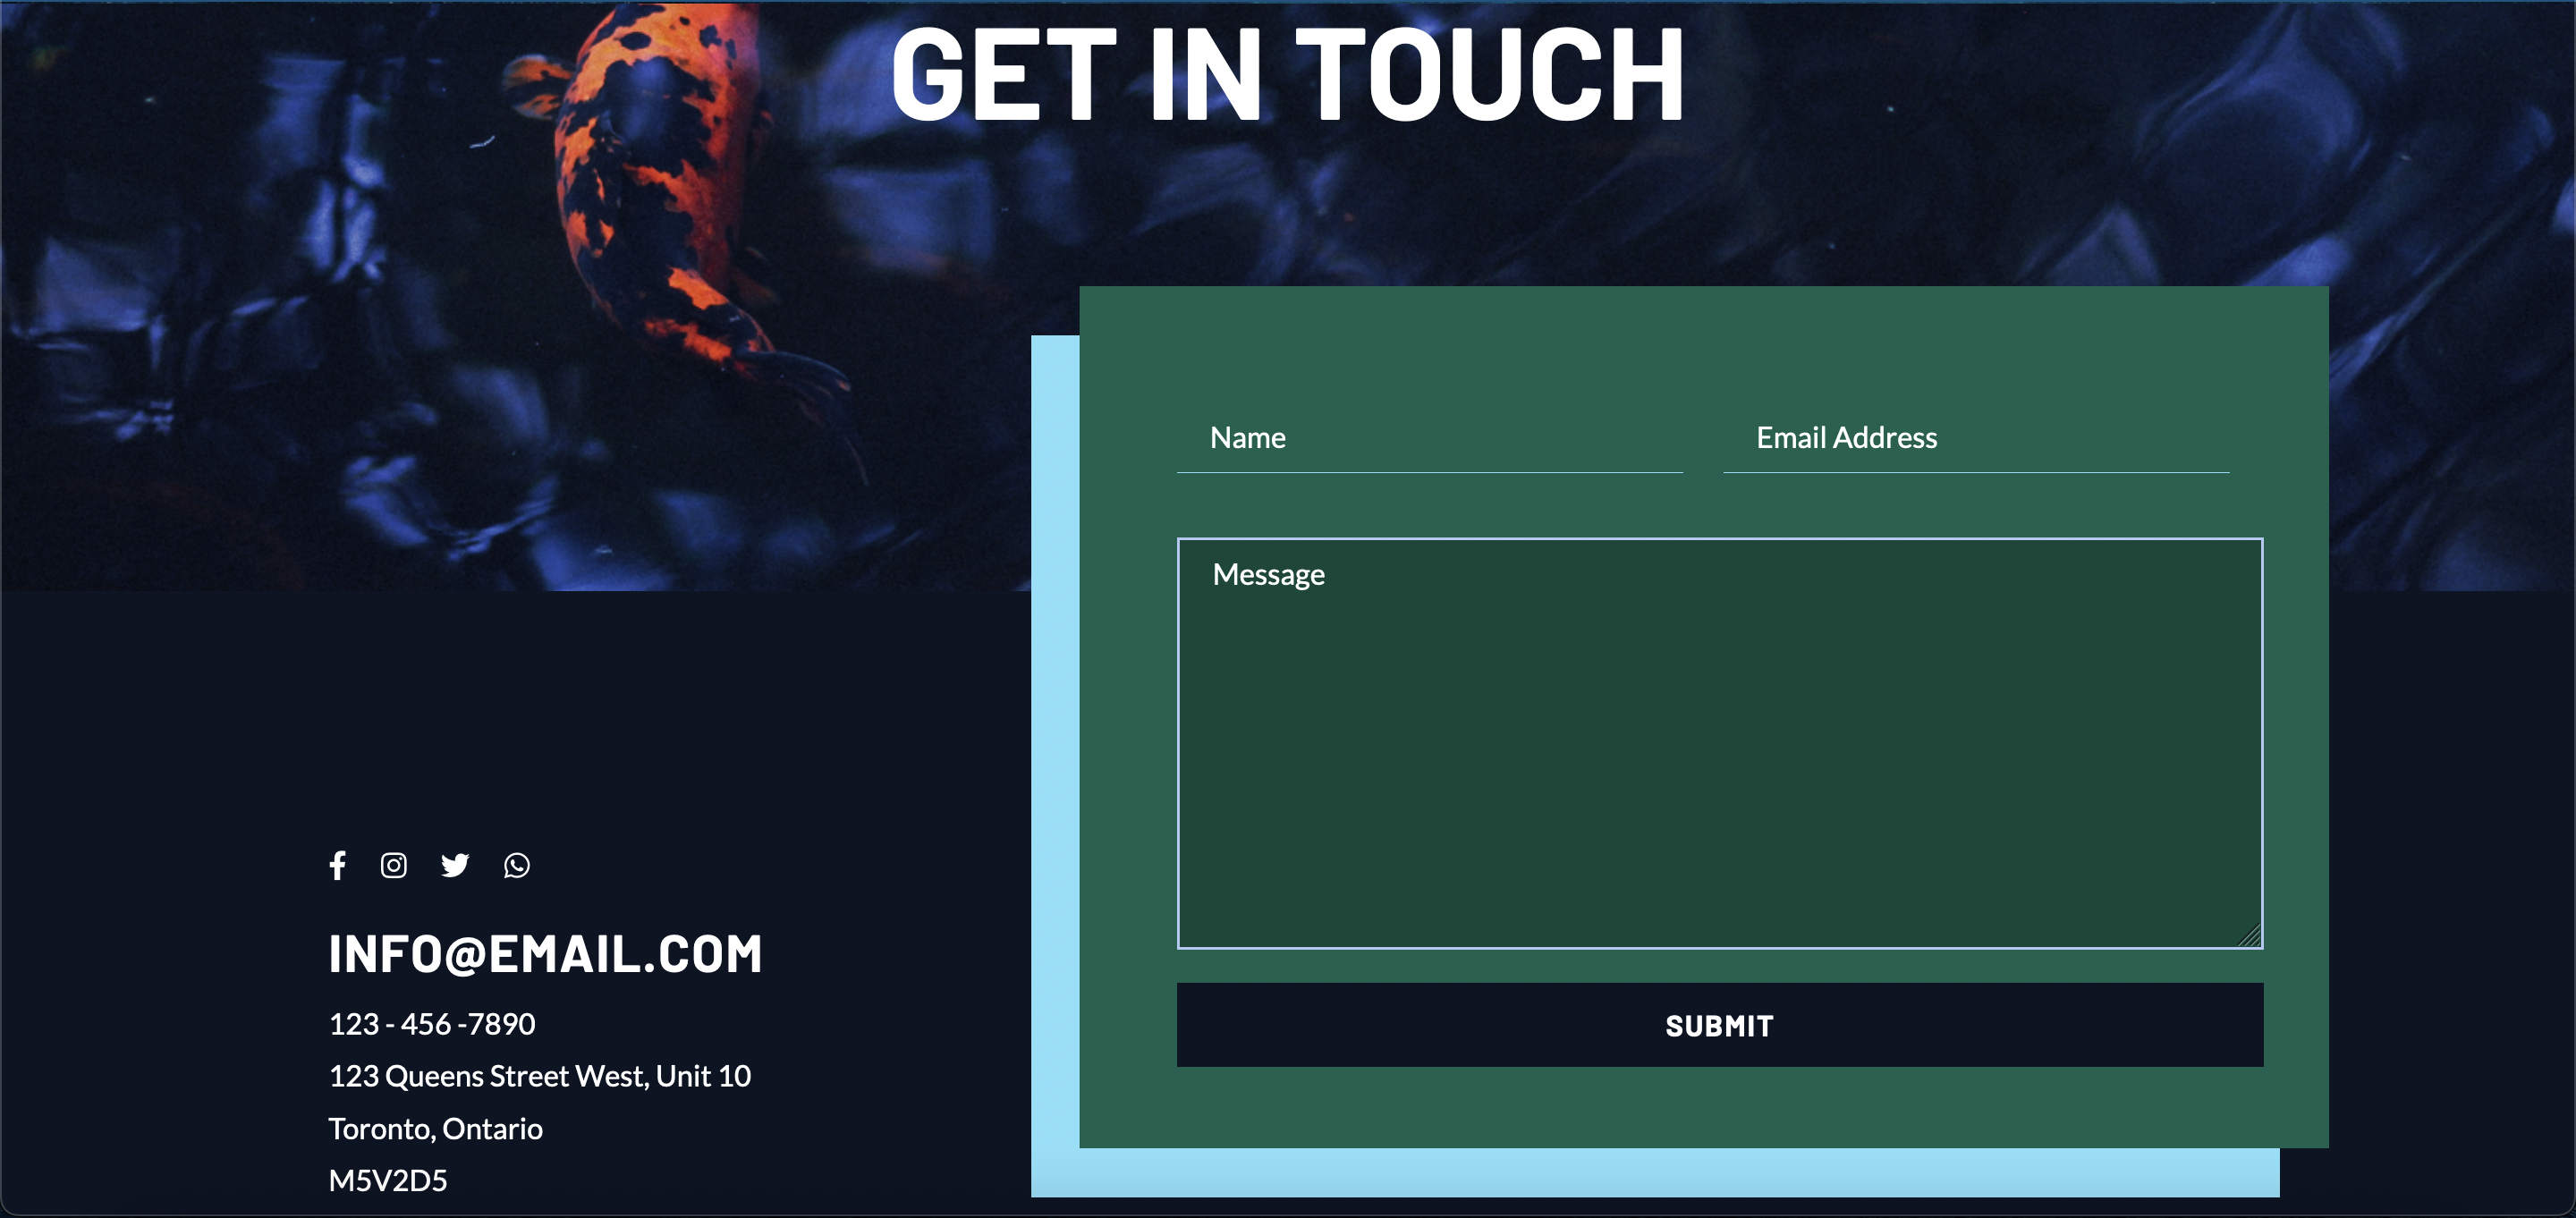 GET IN TOUCH
Name
Email Address
Message
SUBMIT
INFO@EMAIL.COM
123 - 456 -7890
123 Queens Street West, Unit 10
Toronto, Ontario
M5V2D5